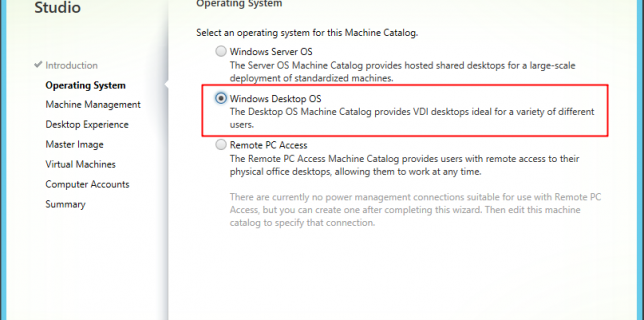 Studio
Operating System
Select an operating system for this Machine Catalog.
Introduction
Operating System
Machine Management
Desktop Experience
Master Image
Virtual Machines
Computer Accounts
Summary
Windows Server OS
The Server OS Machine Catalog provides hosted shared desktops for a large-scale
deployment of standardized machines.
Windows Desktop OS
The Desktop OS Machine Catalog provides VDI desktops ideal for a variety of different
users.
Remote PC Access
The Remote PC Access Machine Catalog provides users with remote access to their
physical office desktops, allowing them to work at any time.
There are currently no power management connections suitable for use with Remote PC
Access, but you can create one after completing this wizard. Then edit this machine
catalog to specify that connection.